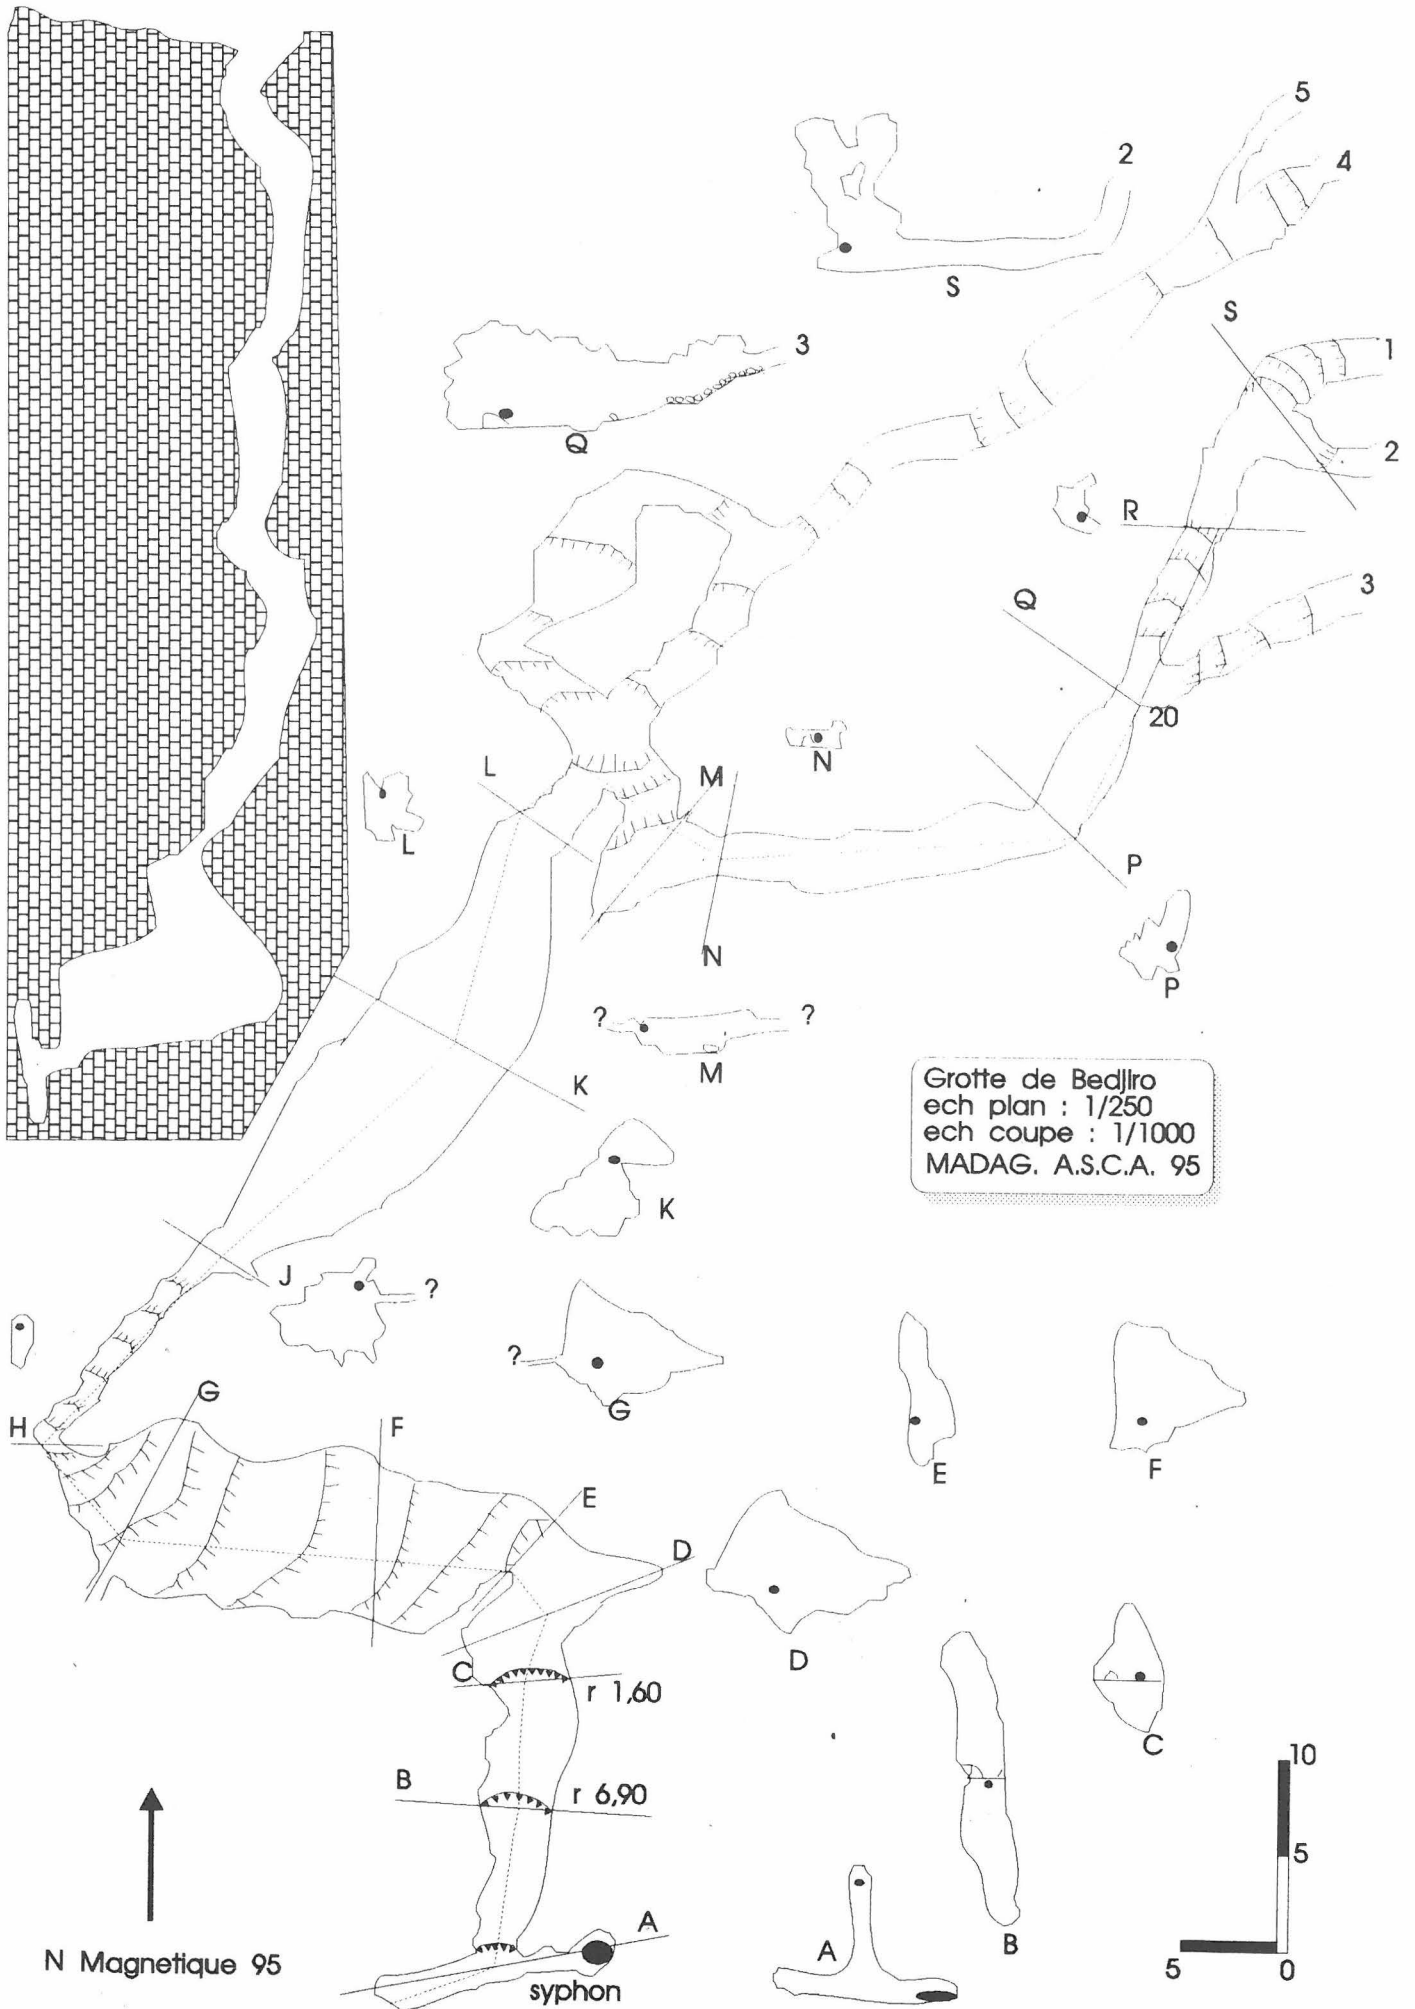 5
4
2
S
S
3
Q
1
2
R
Q
3
20
N
L
M
L
P
N
P
? ?
M
K
Grotte de Bedjiro
ech plan : 1/250
ech coupe : 1/1000
MADAG. A.S.C.A. 95
K
J
?
?
G
G
H
F
E
F
E
D
D
C
r 1,60
C
B
r 6,90
10
5
A
A
B
N Magnetique 95
syphon
5 0